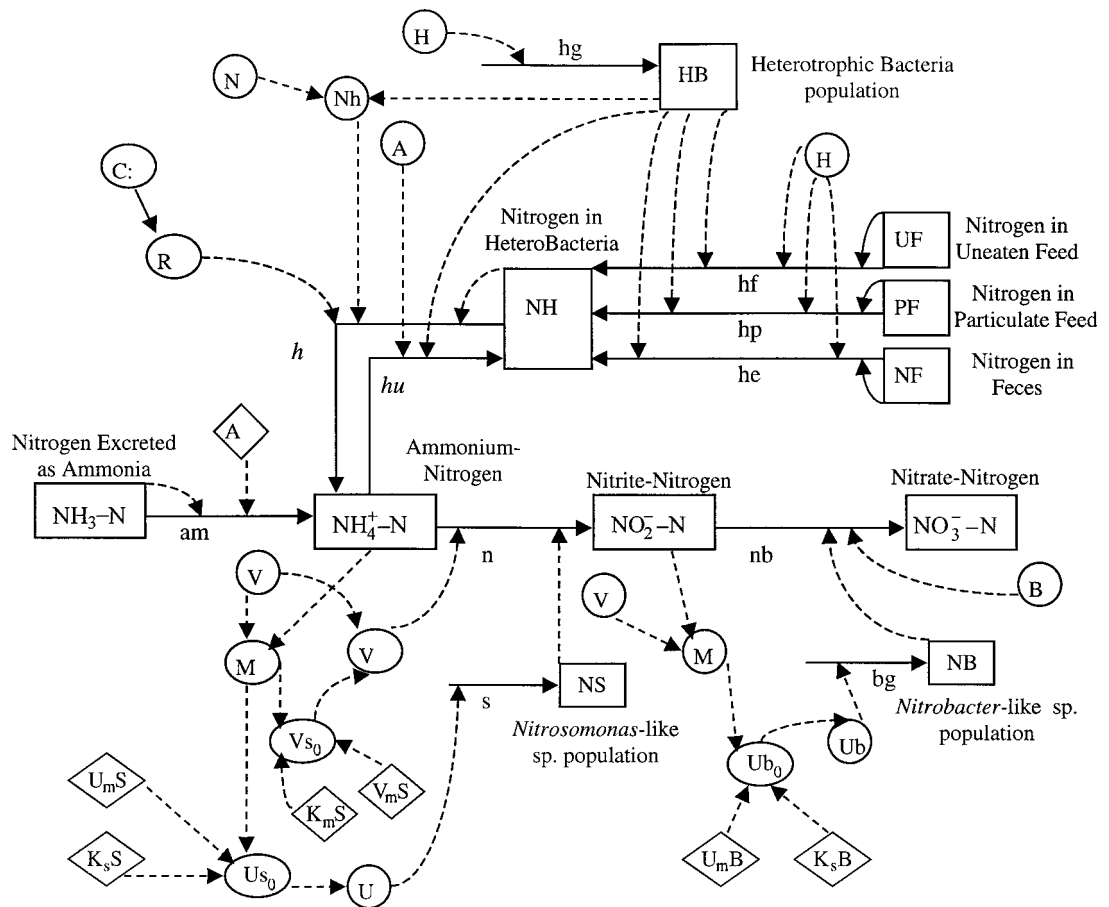 H
hg
HB
Heterotrophic Bacteria
population
N
Nh
A
H
C:
R
Nitrogen in
HeteroBacteria
NH
UF
Nitrogen in
Uneaten Feed
hf
PF
Nitrogen in
Particulate Feed
hp
NF
Nitrogen in
Feces
he
h
hu
A
Nitrogen Excreted
as Ammonia
Ammonium-
Nitrogen
Nitrite-Nitrogen
Nitrate-Nitrogen
NH₃–N
am
NH₄⁺–N
n
NO₂⁻–N
nb
NO₃⁻–N
V
V
B
M
V
M
NS
s
NB
bg
Nitrosomonas-like
sp. population
Nitrobacter-like sp.
population
Vs₀
Ub
Ub₀
UₘS
VₘS
KₘS
KₛS
Us₀
U
UₘB
KₛB